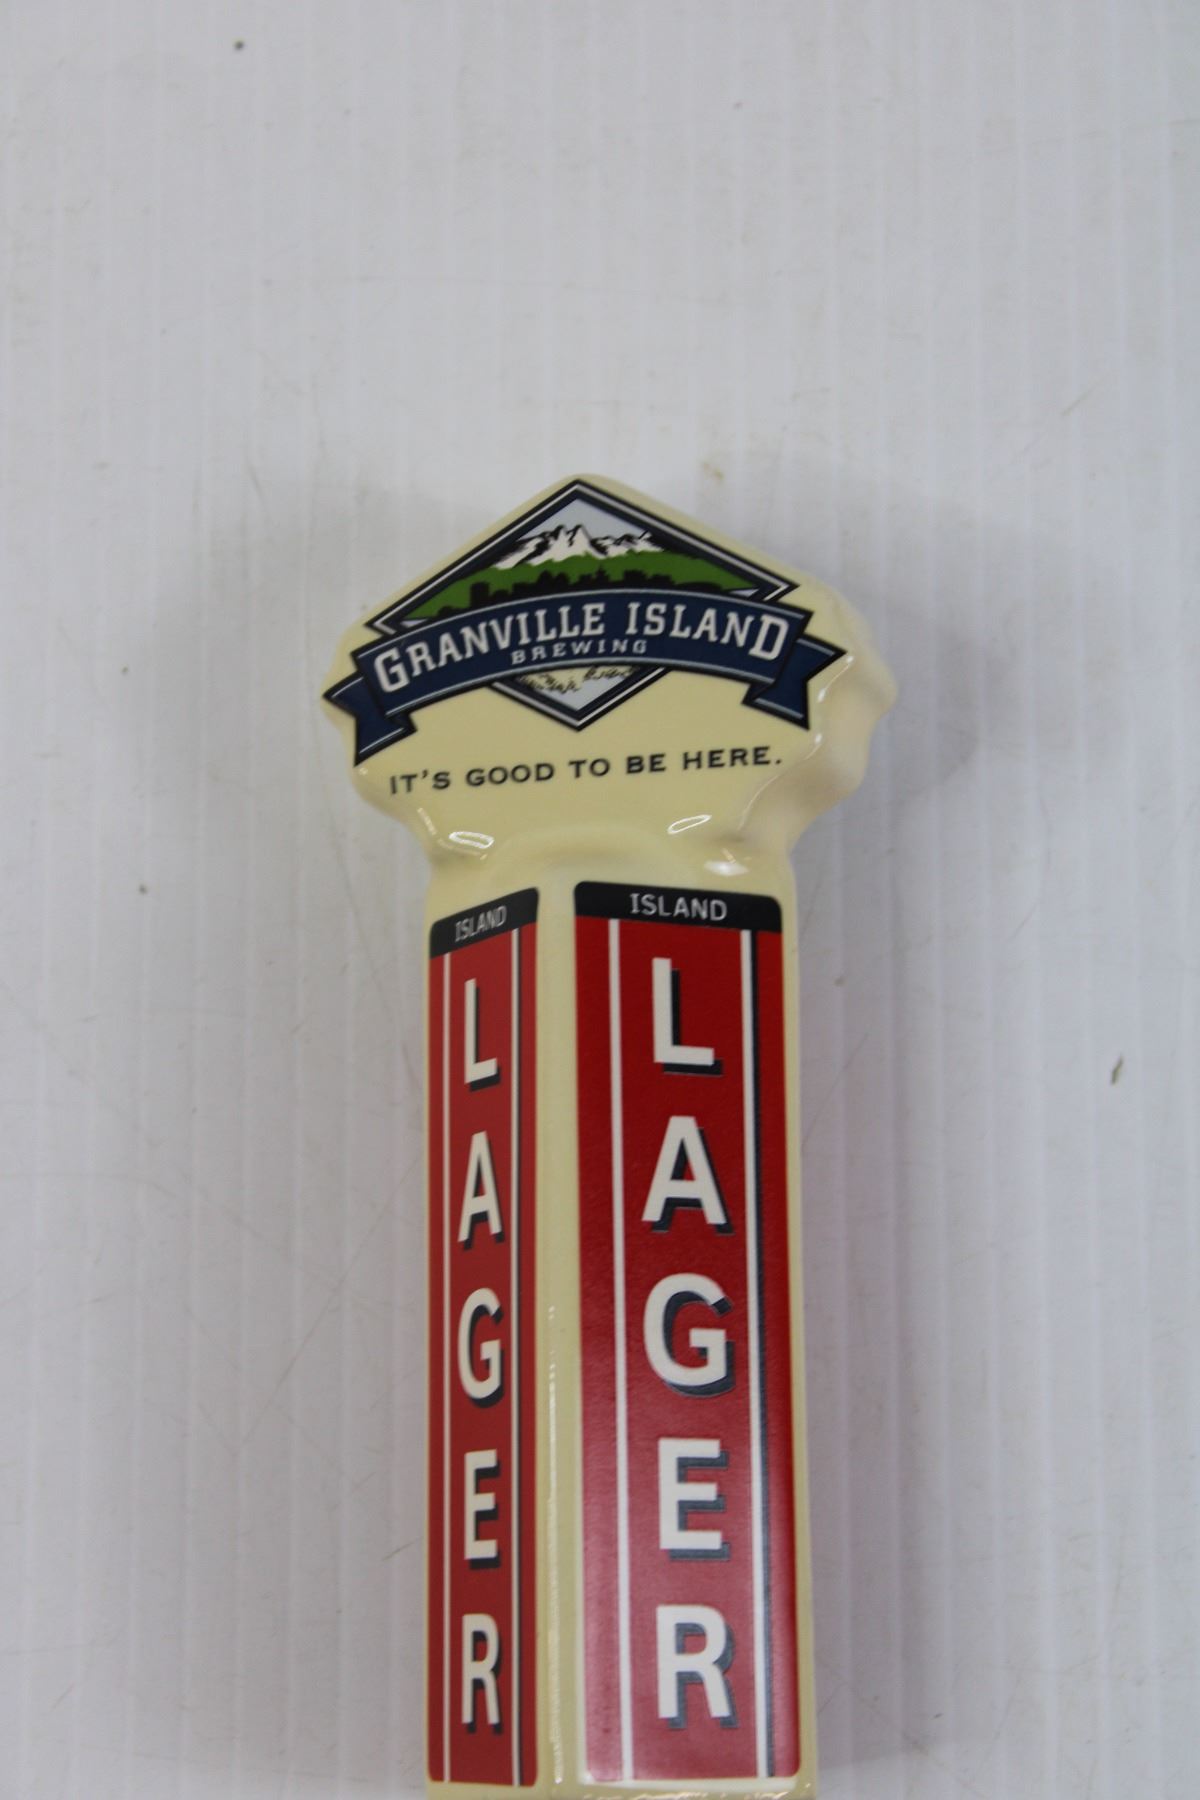 GRANVILLE ISLAND
BREWING
IT'S GOOD TO BE HERE.
ISLAND
LAGER
ISLAND
LAGER